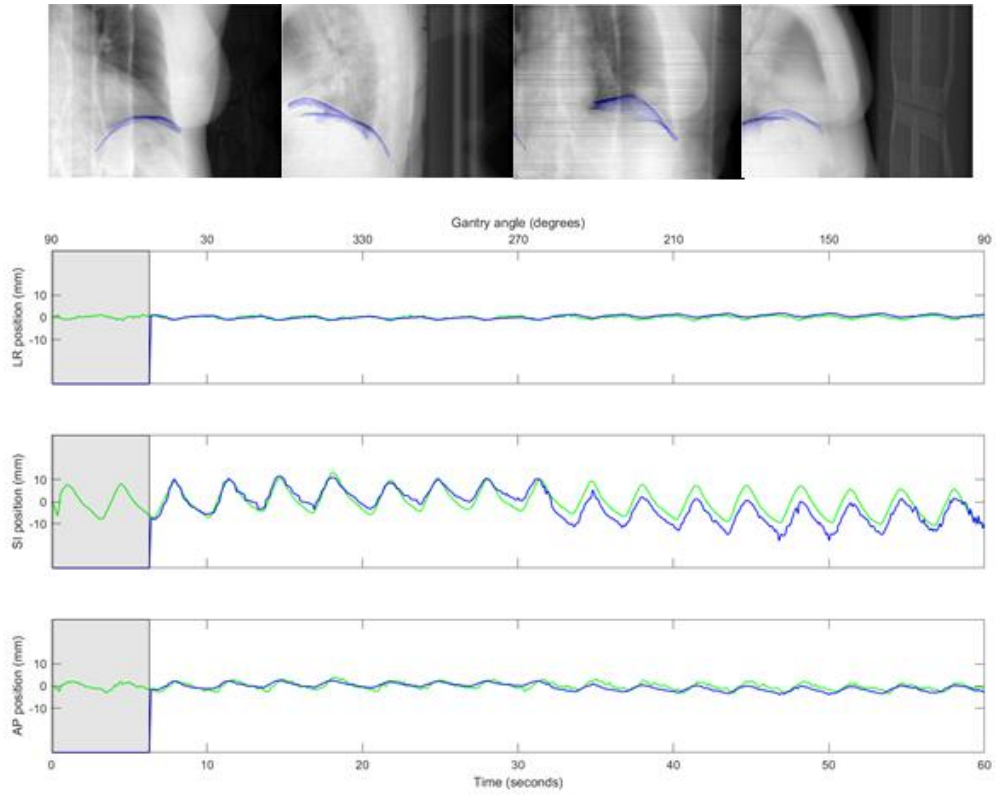 Gantry angle (degrees)
90 30 330 270 210 150 90
LR position (mm)
10
0
-10
SI position (mm)
10
0
-10
AP position (mm)
10
0
-10
0 10 20 30 40 50 60
Time (seconds)